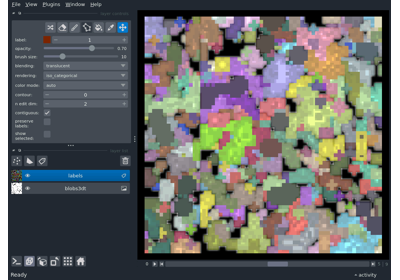 File View Plugins Window Help
label: 1
opacity: 0.70
brush size: 10
blending: translucent
rendering: iso_categorical
color mode: auto
contour: 0
n edit dim: 2
contiguous:
preserve
labels:
show
selected:
labels
blobs3d
Ready
activity